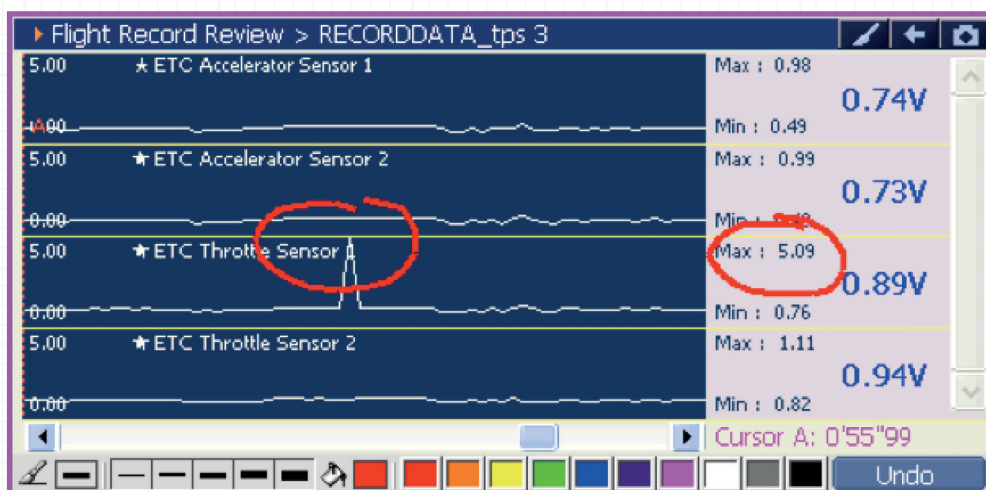 Flight Record Review > RECORDDATA_tps 3
5.00 ETC Accelerator Sensor 1 Max : 0.98
0.74V
A Min : 0.49
5.00 ETC Accelerator Sensor 2 Max : 0.99
0.73V
0.00 Min :
5.00 ETC Throttle Sensor 1 Max : 5.09
0.89V
0.00 Min : 0.76
5.00 ETC Throttle Sensor 2 Max : 1.11
0.94V
0.00 Min : 0.82
Cursor A: 0'55"99
Undo